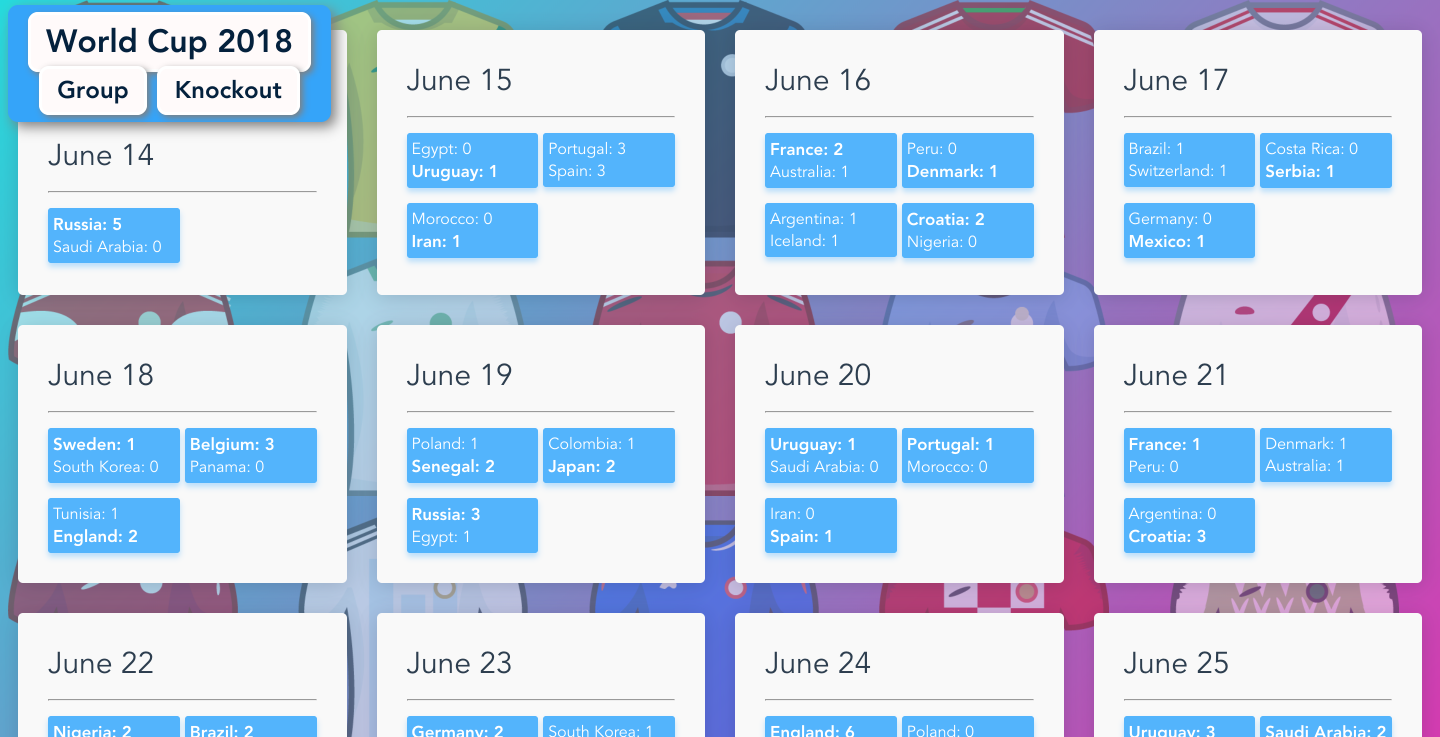 World Cup 2018
Group
Knockout
June 14
Russia: 5
Saudi Arabia: 0
June 15
Egypt: 0
Uruguay: 1
Portugal: 3
Spain: 3
Morocco: 0
Iran: 1
June 16
France: 2
Australia: 1
Peru: 0
Denmark: 1
Argentina: 1
Iceland: 1
Croatia: 2
Nigeria: 0
June 17
Brazil: 1
Switzerland: 1
Costa Rica: 0
Serbia: 1
Germany: 0
Mexico: 1
June 18
Sweden: 1
South Korea: 0
Belgium: 3
Panama: 0
Tunisia: 1
England: 2
June 19
Poland: 1
Senegal: 2
Colombia: 1
Japan: 2
Russia: 3
Egypt: 1
June 20
Uruguay: 1
Saudi Arabia: 0
Portugal: 1
Morocco: 0
Iran: 0
Spain: 1
June 21
France: 1
Peru: 0
Denmark: 1
Australia: 1
Argentina: 0
Croatia: 3
June 22
Nigeria: 2
Brazil: 2
June 23
Germany: 2
South Korea: 1
June 24
England: 6
Poland: 0
June 25
Uruguay: 3
Saudi Arabia: 2